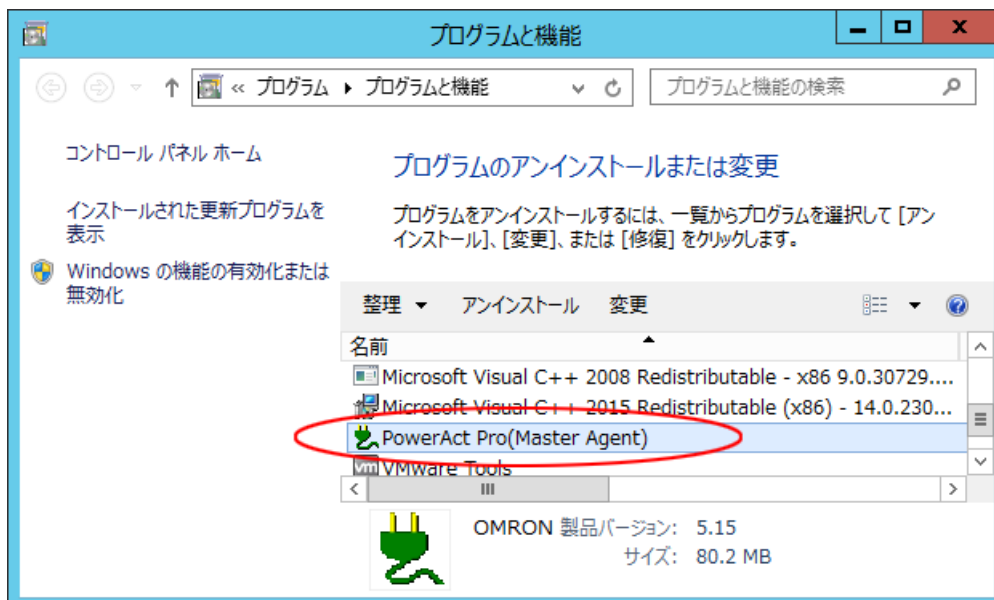 プログラムと機能
« プログラム ▸ プログラムと機能
プログラムと機能の検索
コントロール パネル ホーム
インストールされた更新プログラムを
表示
Windows の機能の有効化または
無効化
プログラムのアンインストールまたは変更
プログラムをアンインストールするには、一覧からプログラムを選択して [アン
インストール]、[変更]、または [修復] をクリックします。
整理 アンインストール 変更
名前
Microsoft Visual C++ 2008 Redistributable - x86 9.0.30729....
Microsoft Visual C++ 2015 Redistributable (x86) - 14.0.230...
PowerAct Pro(Master Agent)
vm VMware Tools
OMRON 製品バージョン: 5.15
サイズ: 80.2 MB